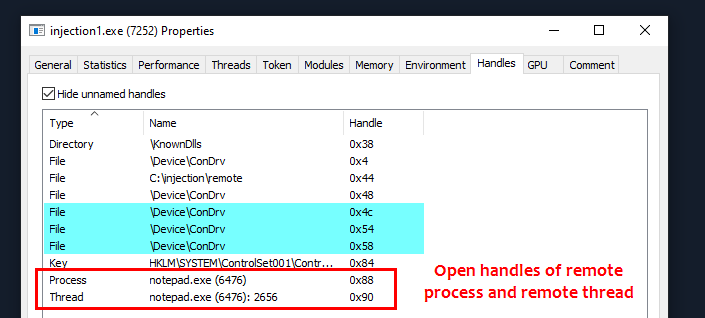 injection1.exe (7252) Properties
General Statistics Performance Threads Token Modules Memory Environment Handles GPU Comment
Hide unnamed handles
Type Name Handle
Directory \KnownDlls 0x38
File \Device\ConDrv 0x4
File C:\injection\remote 0x44
File \Device\ConDrv 0x48
File \Device\ConDrv 0x4c
File \Device\ConDrv 0x54
File \Device\ConDrv 0x58
Key HKLM\SYSTEM\ControlSet001\Contr... 0x84
Process notepad.exe (6476) 0x88
Thread notepad.exe (6476): 2656 0x90
Open handles of remote
process and remote thread